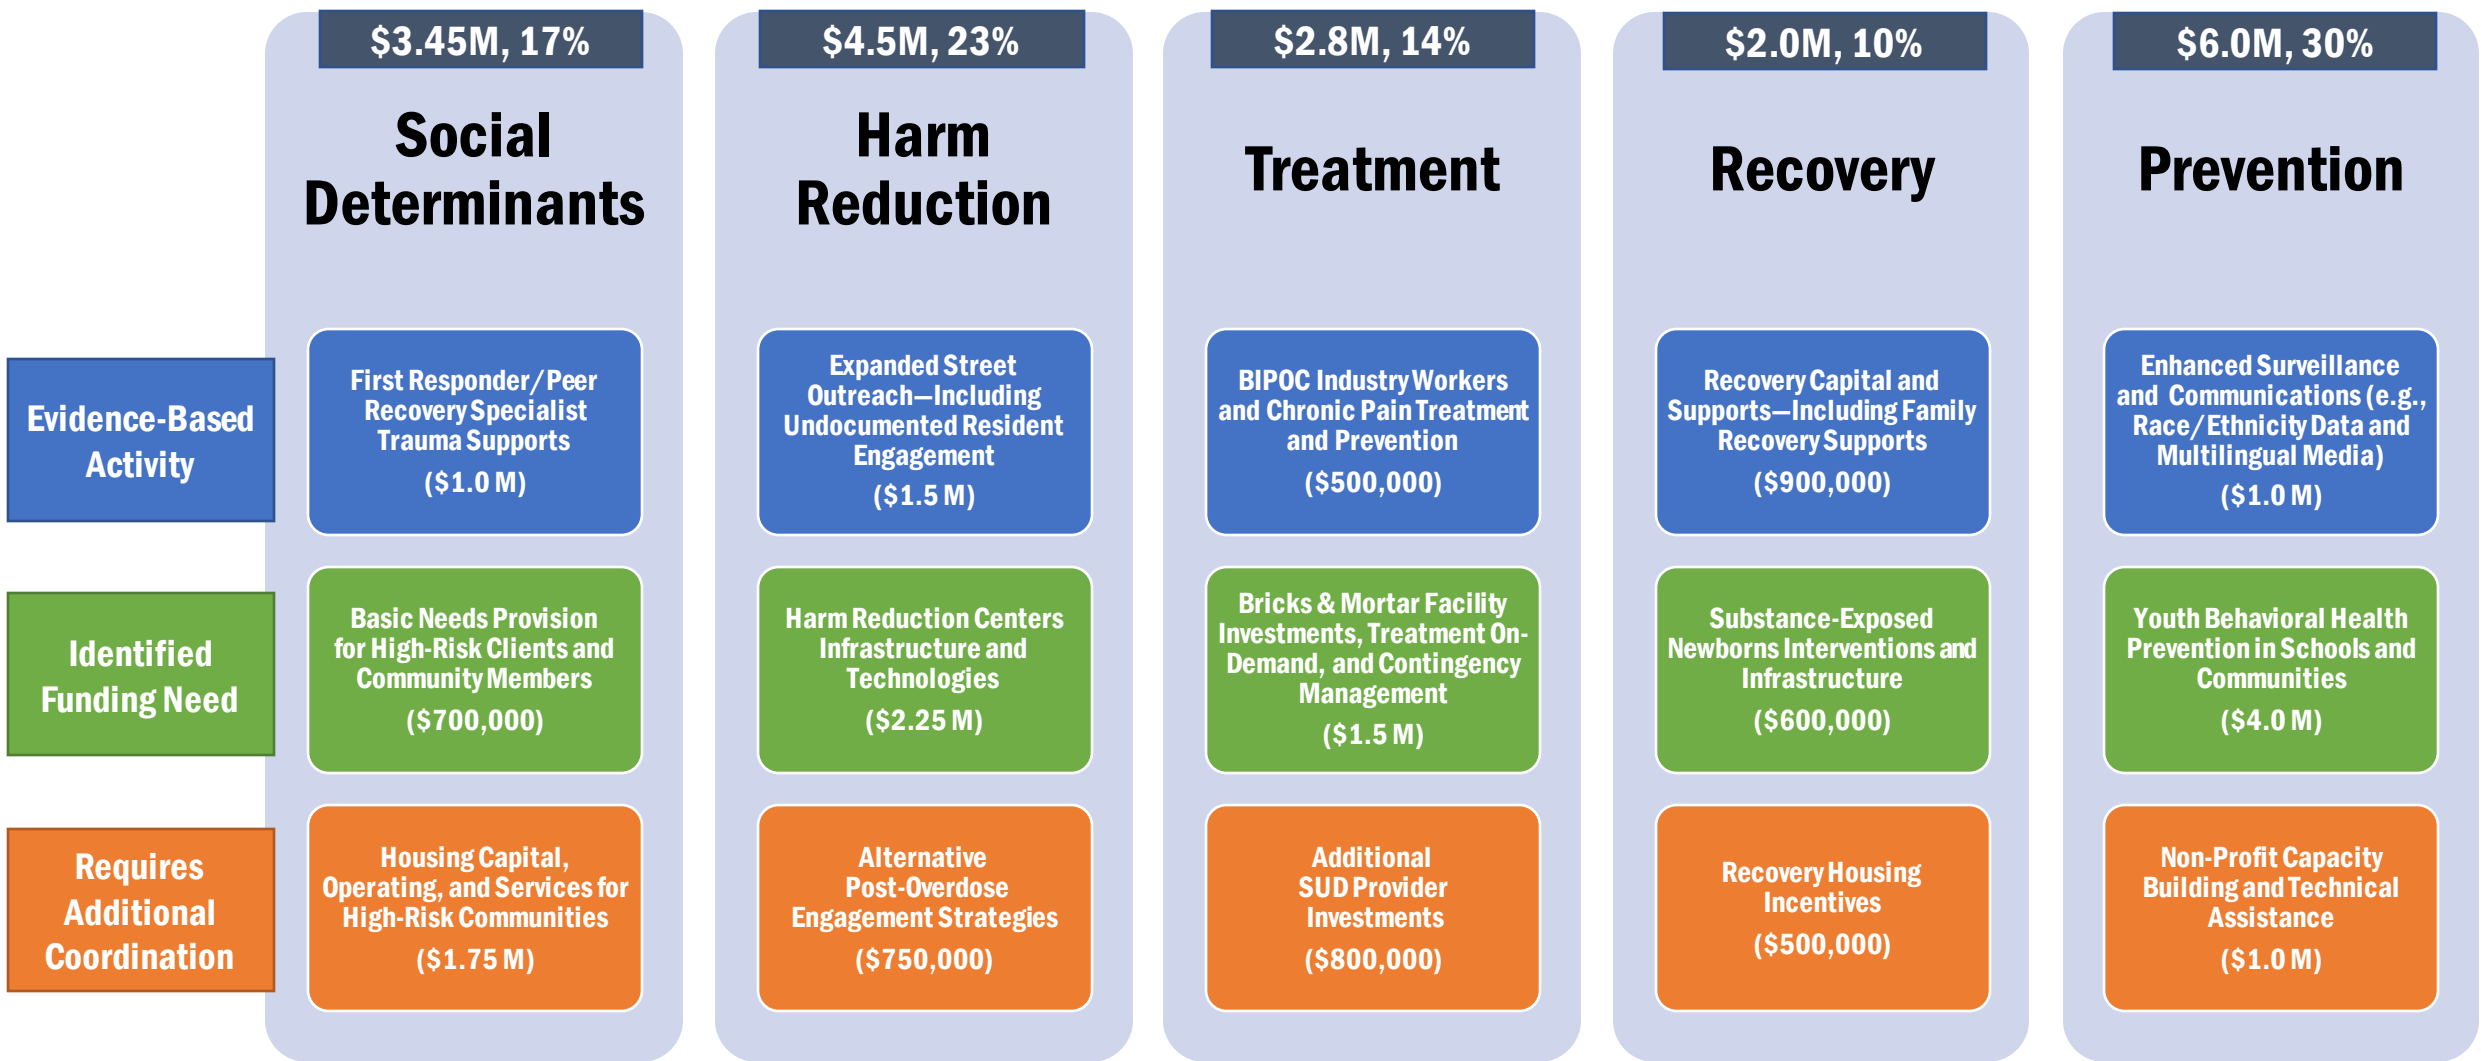 $3.45M, 17%
Social
Determinants
$4.5M, 23%
Harm
Reduction
$2.8M, 14%
Treatment
$2.0M, 10%
Recovery
$6.0M, 30%
Prevention
Evidence-Based
Activity
First Responder/Peer
Recovery Specialist
Trauma Supports
($1.0 M)
Expanded Street
Outreach—Including
Undocumented Resident
Engagement
($1.5 M)
BIPOC Industry Workers
and Chronic Pain Treatment
and Prevention
($500,000)
Recovery Capital and
Supports—Including Family
Recovery Supports
($900,000)
Enhanced Surveillance
and Communications (e.g.,
Race/Ethnicity Data and
Multilingual Media)
($1.0 M)
Identified
Funding Need
Basic Needs Provision
for High-Risk Clients and
Community Members
($700,000)
Harm Reduction Centers
Infrastructure and
Technologies
($2.25 M)
Bricks & Mortar Facility
Investments, Treatment On-
Demand, and Contingency
Management
($1.5 M)
Substance-Exposed
Newborns Interventions and
Infrastructure
($600,000)
Youth Behavioral Health
Prevention in Schools and
Communities
($4.0 M)
Requires
Additional
Coordination
Housing Capital,
Operating, and Services for
High-Risk Communities
($1.75 M)
Alternative
Post-Overdose
Engagement Strategies
($750,000)
Additional
SUD Provider
Investments
($800,000)
Recovery Housing
Incentives
($500,000)
Non-Profit Capacity
Building and Technical
Assistance
($1.0 M)